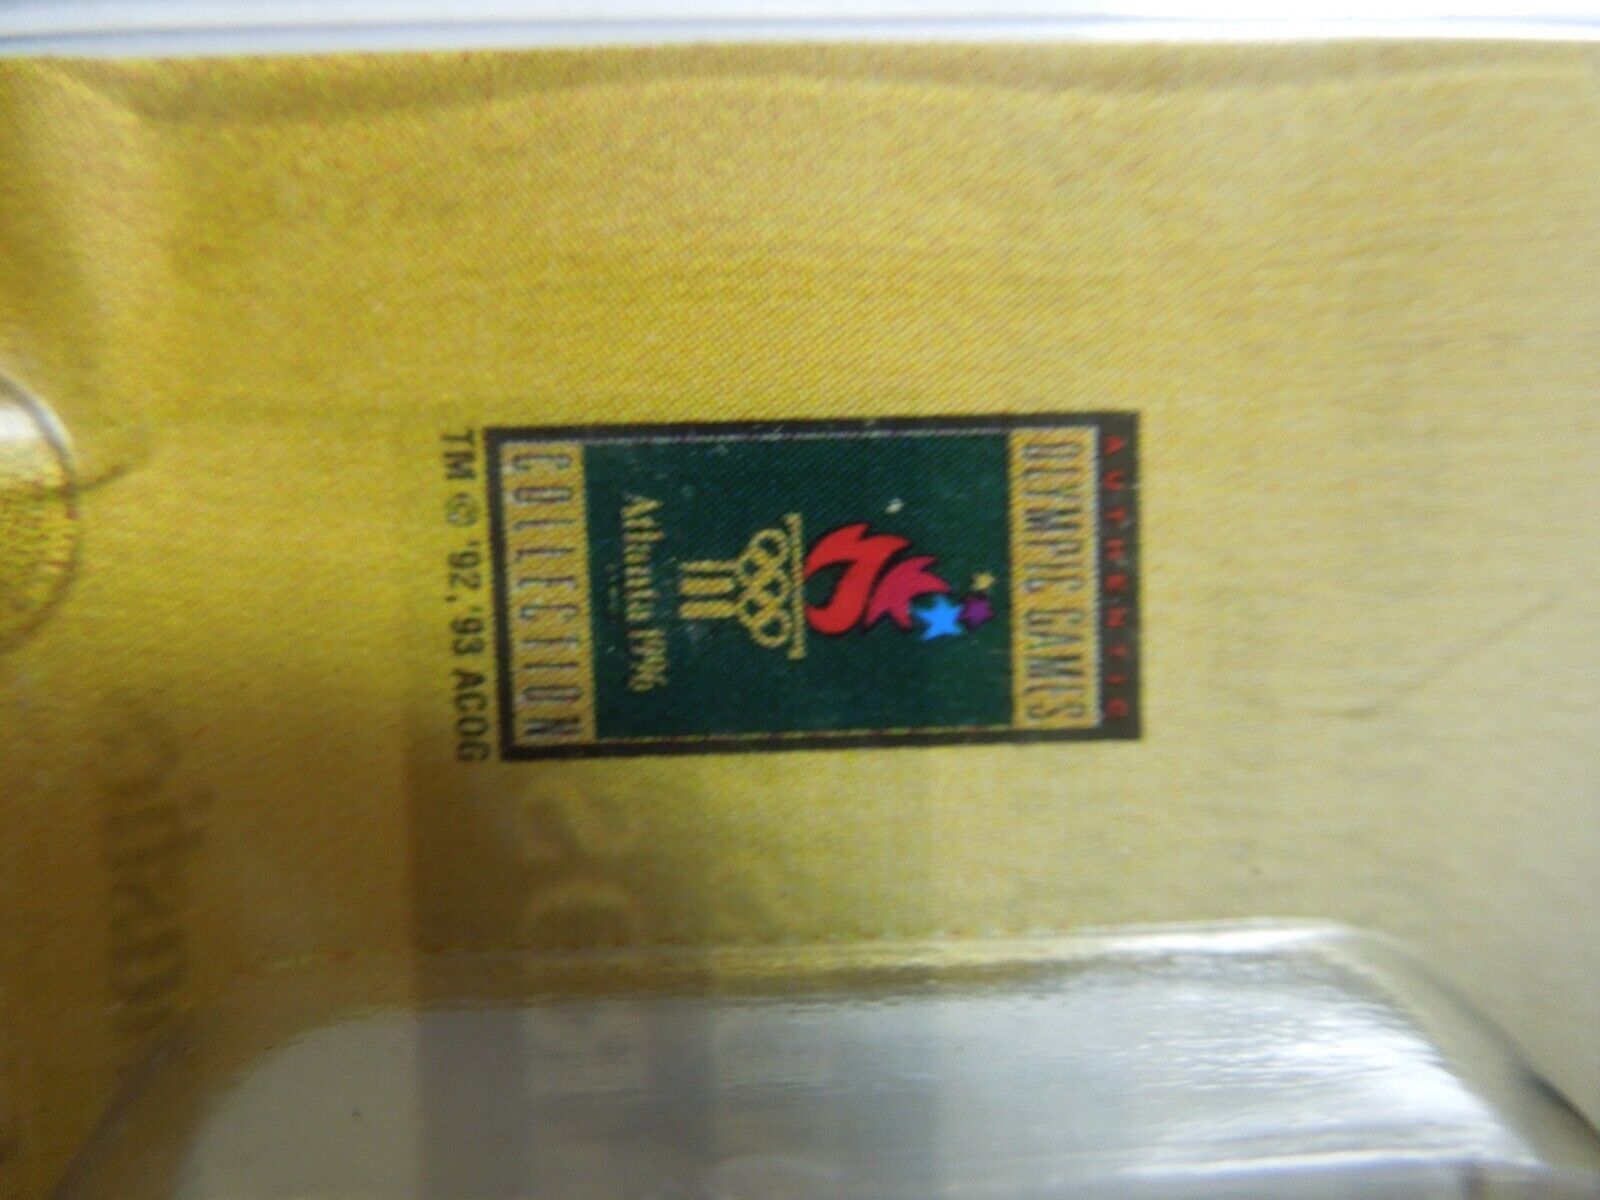 AUTHENTIC
OLYMPIC GAMES
Atlanta 1996
COLLECTION
TM © '92, '93 ACOG